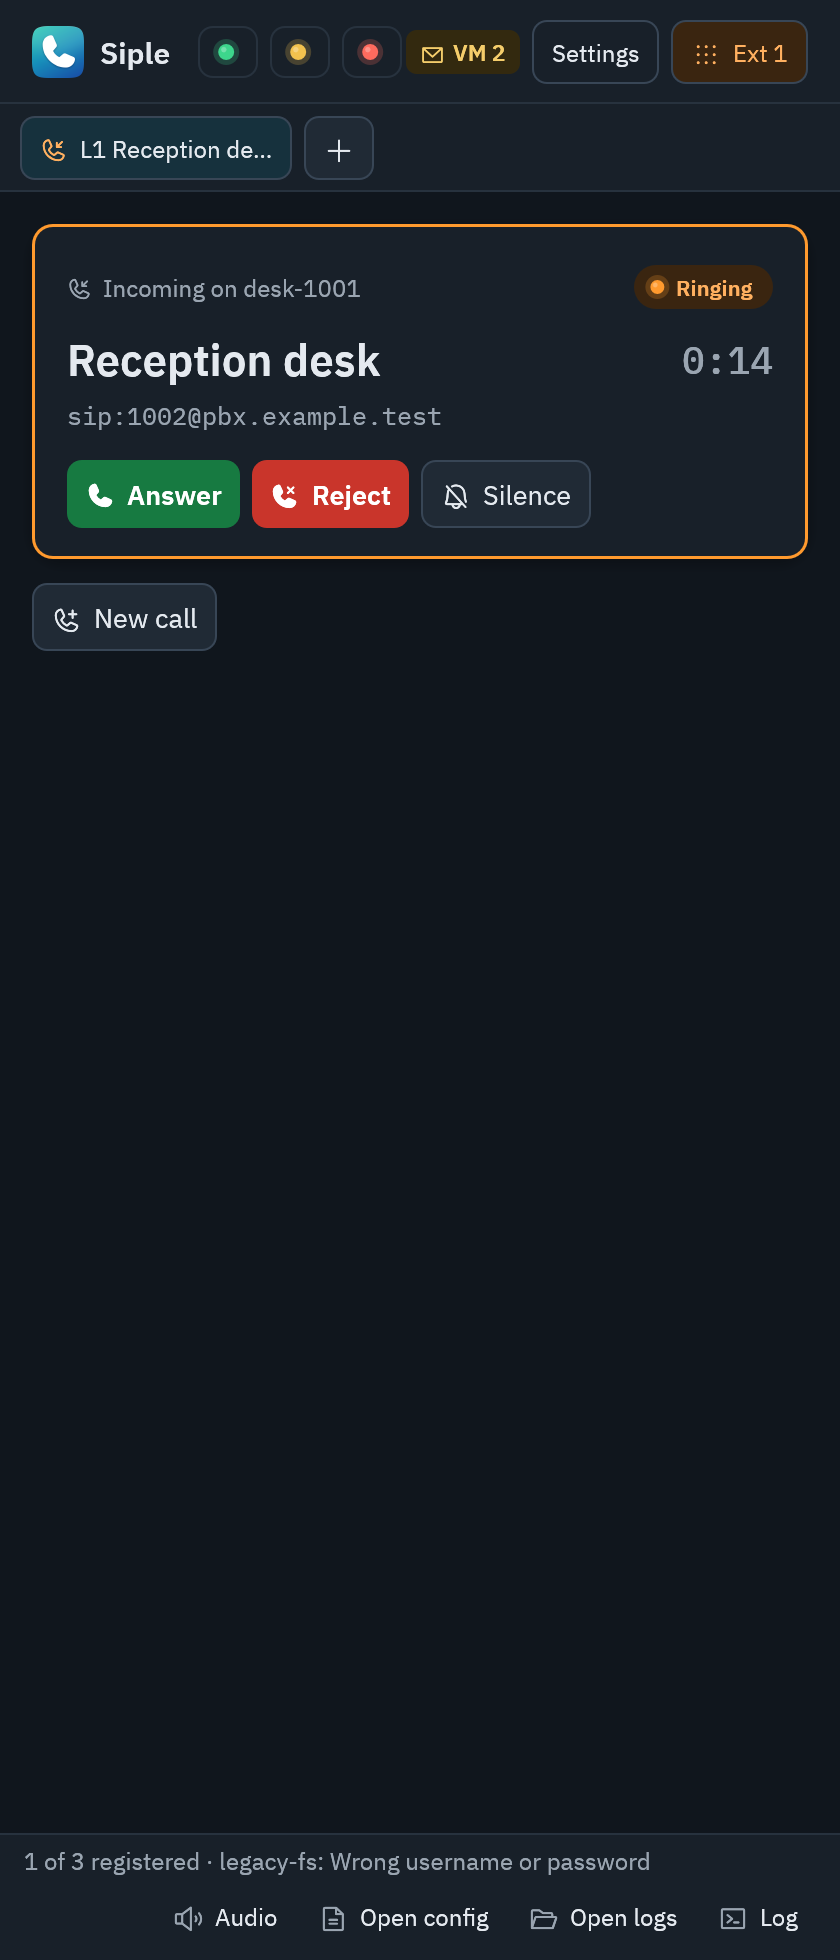 Siple VM 2 Settings Ext 1
L1 Reception de...
Incoming on desk-1001 Ringing
Reception desk 0:14
sip:1002@pbx.example.test
Answer Reject Silence
New call
1 of 3 registered · legacy-fs: Wrong username or password
Audio Open config Open logs Log